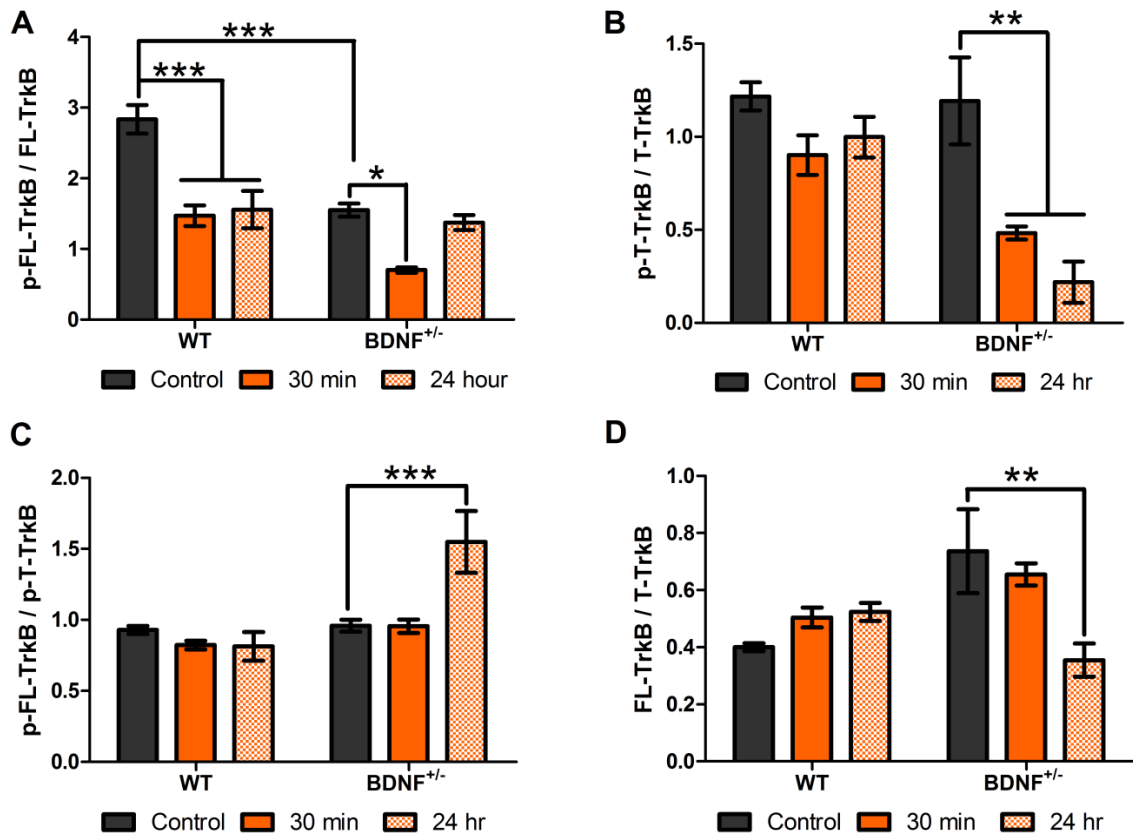 A
p-FL-TrkB / FL-TrkB
4
3
2
1
0
***
***
*
WT
BDNF+/-
Control 30 min 24 hour
B
p-T-TrkB / T-TrkB
1.5
1.0
0.5
0.0
**
WT
BDNF+/-
Control 30 min 24 hr
C
p-FL-TrkB / p-T-TrkB
2.0
1.5
1.0
0.5
0.0
***
WT
BDNF+/-
Control 30 min 24 hr
D
FL-TrkB / T-TrkB
1.0
0.8
0.6
0.4
0.2
0.0
**
WT
BDNF+/-
Control 30 min 24 hr